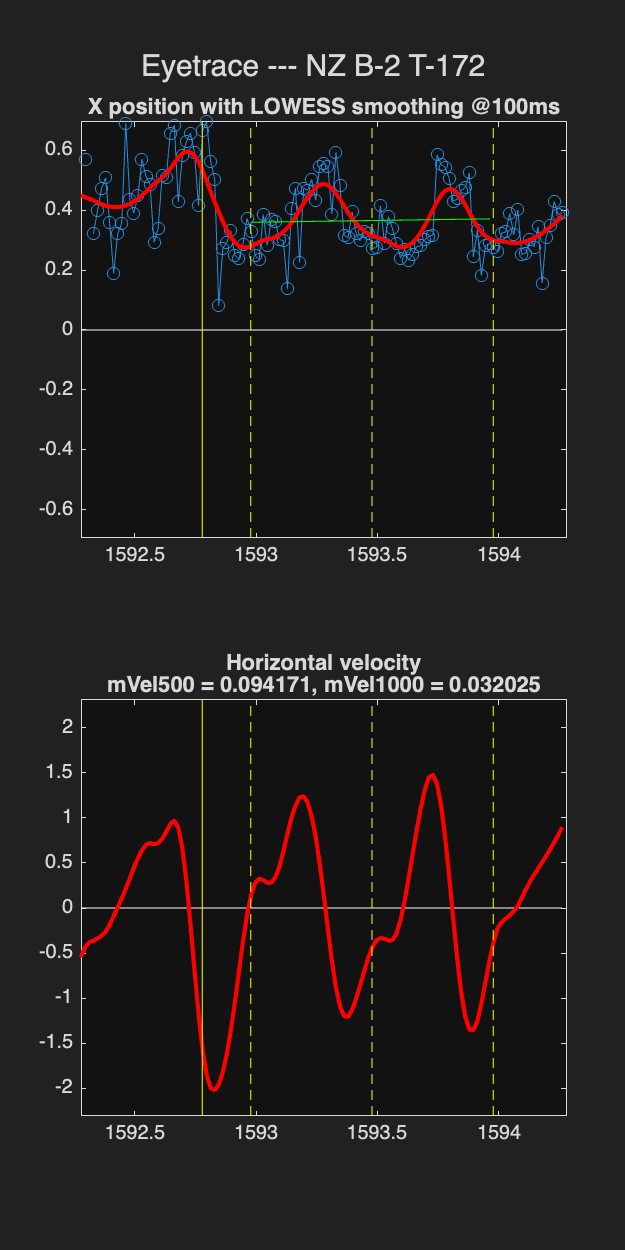 Eyetrace --- NZ B-2 T-172
X position with LOWESS smoothing @100ms
0.6
0.4
0.2
0
-0.2
-0.4
-0.6
1592.5 1593 1593.5 1594
Horizontal velocity
mVel500 = 0.094171, mVel1000 = 0.032025
2
1.5
1
0.5
0
-0.5
-1
-1.5
-2
1592.5 1593 1593.5 1594